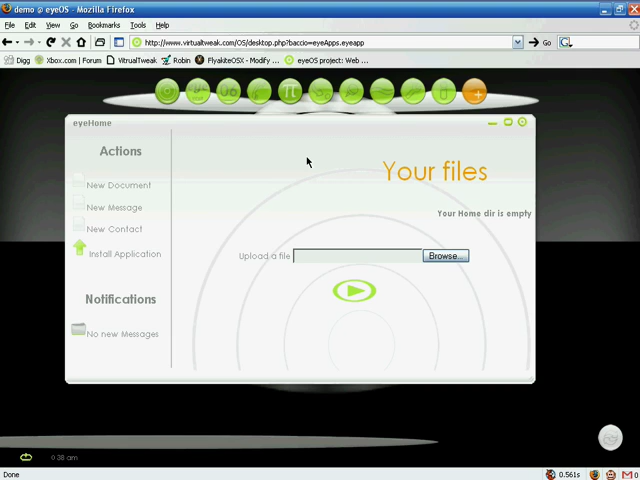 demo @ eyeOS - Mozilla Firefox
File Edit View Go Bookmarks Tools Help
http://www.virtualtweak.com/OS/desktop.php?baccio=eyeApps.eyeapp
Go
Digg Xbox.com | Forum VitrualTweak Robin FlyakiteOSX - Modify ... eyeOS project: Web ...
eyeHome
Actions
Your files
New Document
New Message
Your Home dir is empty
New Contact
Install Application
Upload a file
Browse...
Notifications
No new Messages
0:38 am
Done
0.561s
0